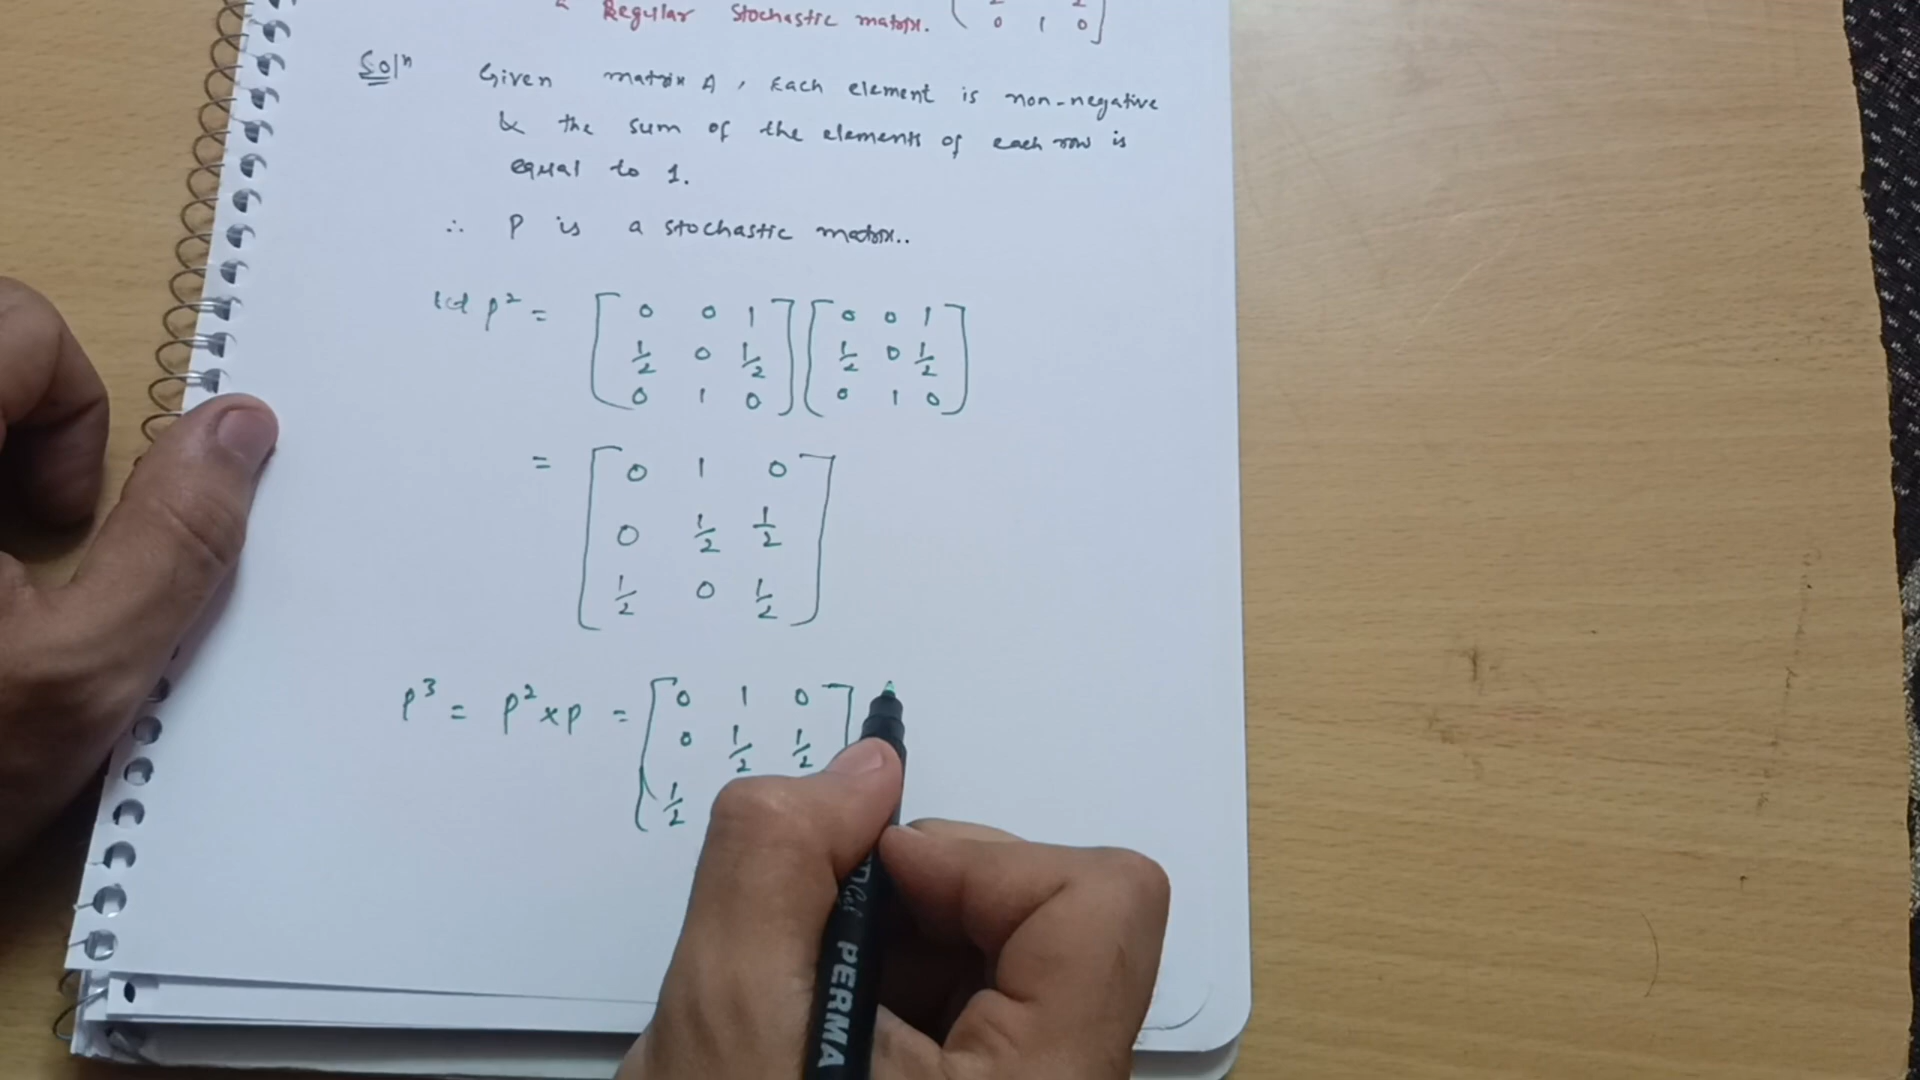 a Regular Stochastic matrix. 0 1 0
Solⁿ Given matrix A, Each element is non-negative
& the sum of the elements of each row is
equal to 1.
∴ P is a stochastic matrix..
let P² = [0 0 1; 1/2 0 1/2; 0 1 0] [0 0 1; 1/2 0 1/2; 0 1 0]
= [0 1 0; 0 1/2 1/2; 1/2 0 1/2]
P³ = P² × P = [0 1 0; 0 1/2 1/2; 1/2
PERMA